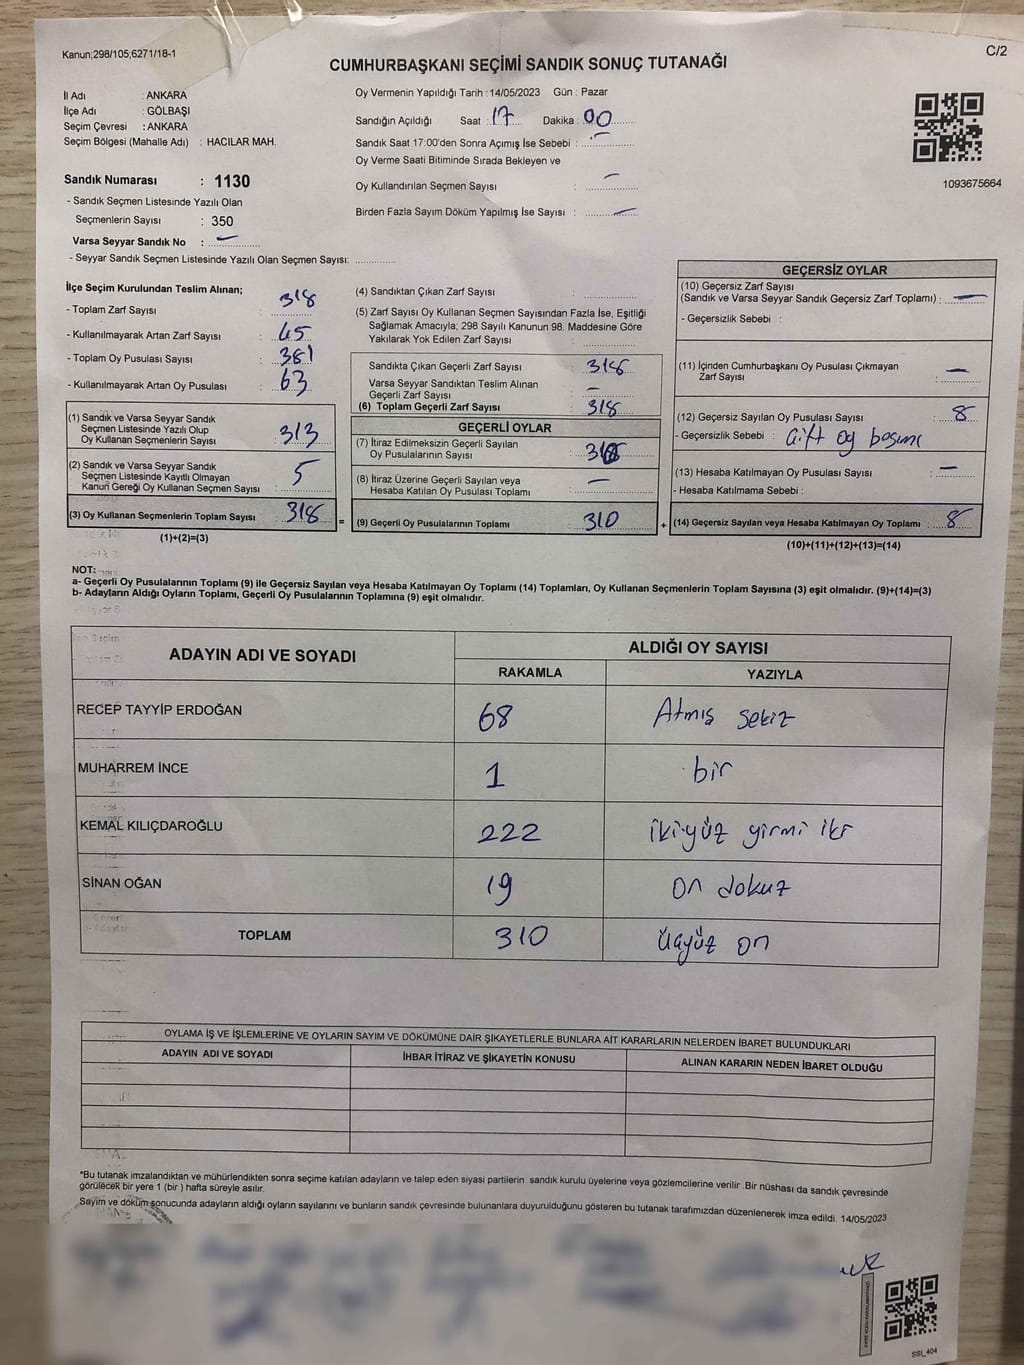 Kanun;298/105;6271/18-1
C/2
CUMHURBAŞKANI SEÇİMİ SANDIK SONUÇ TUTANAĞI
İl Adı : ANKARA
İlçe Adı : GÖLBAŞI
Seçim Çevresi : ANKARA
Seçim Bölgesi (Mahalle Adı) : HACILAR MAH.
Sandık Numarası : 1130
- Sandık Seçmen Listesinde Yazılı Olan
Seçmenlerin Sayısı : 350
Varsa Seyyar Sandık No : —
- Seyyar Sandık Seçmen Listesinde Yazılı Olan Seçmen Sayısı: ..............
Oy Vermenin Yapıldığı Tarih : 14/05/2023 Gün : Pazar
Sandığın Açıldığı Saat : 17 Dakika : 00
Sandık Saat 17:00'den Sonra Açımış İse Sebebi : —
Oy Verme Saati Bitiminde Sırada Bekleyen ve
Oy Kullandırılan Seçmen Sayısı : —
Birden Fazla Sayım Döküm Yapılmış İse Sayısı : —
1093675664
İlçe Seçim Kurulundan Teslim Alınan;
- Toplam Zarf Sayısı : 318
- Kullanılmayarak Artan Zarf Sayısı : 45
- Toplam Oy Pusulası Sayısı : 381
- Kullanılmayarak Artan Oy Pusulası : 63
(1) Sandık ve Varsa Seyyar Sandık
Seçmen Listesinde Yazılı Olup
Oy Kullanan Seçmenlerin Sayısı : 313
(2) Sandık ve Varsa Seyyar Sandık
Seçmen Listesinde Kayıtlı Olmayan
Kanun Gereği Oy Kullanan Seçmen Sayısı : 5
(3) Oy Kullanan Seçmenlerin Toplam Sayısı : 318
(1)+(2)=(3)
(4) Sandıktan Çıkan Zarf Sayısı : ..............
(5) Zarf Sayısı Oy Kullanan Seçmen Sayısından Fazla İse, Eşitliği
Sağlamak Amacıyla; 298 Sayılı Kanunun 98. Maddesine Göre
Yakılarak Yok Edilen Zarf Sayısı : ..............
Sandıkta Çıkan Geçerli Zarf Sayısı : 318
Varsa Seyyar Sandıktan Teslim Alınan
Geçerli Zarf Sayısı : —
(6) Toplam Geçerli Zarf Sayısı : 318
GEÇERLİ OYLAR
(7) İtiraz Edilmeksizin Geçerli Sayılan
Oy Pusulalarının Sayısı : 310
(8) İtiraz Üzerine Geçerli Sayılan veya
Hesaba Katılan Oy Pusulası Toplamı : —
= (9) Geçerli Oy Pusulalarının Toplamı : 310
GEÇERSİZ OYLAR
(10) Geçersiz Zarf Sayısı
(Sandık ve Varsa Seyyar Sandık Geçersiz Zarf Toplamı) : —
- Geçersizlik Sebebi :
(11) İçinden Cumhurbaşkanı Oy Pusulası Çıkmayan
Zarf Sayısı : —
(12) Geçersiz Sayılan Oy Pusulası Sayısı : 8
- Geçersizlik Sebebi : Çift oy basımı
(13) Hesaba Katılmayan Oy Pusulası Sayısı : —
- Hesaba Katılmama Sebebi :
+ (14) Geçersiz Sayılan veya Hesaba Katılmayan Oy Toplamı : 8
(10)+(11)+(12)+(13)=(14)
NOT:
a- Geçerli Oy Pusulalarının Toplamı (9) ile Geçersiz Sayılan veya Hesaba Katılmayan Oy Toplamı (14) Toplamları, Oy Kullanan Seçmenlerin Toplam Sayısına (3) eşit olmalıdır. (9)+(14)=(3)
b- Adayların Aldığı Oyların Toplamı, Geçerli Oy Pusulalarının Toplamına (9) eşit olmalıdır.
ADAYIN ADI VE SOYADI
ALDIĞI OY SAYISI
RAKAMLA YAZIYLA
RECEP TAYYİP ERDOĞAN 68 Atmış sekiz
MUHARREM İNCE 1 bir
KEMAL KILIÇDAROĞLU 222 ikiyüz yirmi iki
SİNAN OĞAN 19 on dokuz
TOPLAM 310 üçyüz on
OYLAMA İŞ VE İŞLEMLERİNE VE OYLARIN SAYIM VE DÖKÜMÜNE DAİR ŞİKAYETLERLE BUNLARA AİT KARARLARIN NELERDEN İBARET BULUNDUKLARI
ADAYIN ADI VE SOYADI İHBAR İTİRAZ VE ŞİKAYETİN KONUSU ALINAN KARARIN NEDEN İBARET OLDUĞU
*Bu tutanak imzalandıktan ve mühürlendikten sonra seçime katılan adayların ve talep eden siyasi partilerin sandık kurulu üyelerine veya gözlemcilerine verilir .Bir nüshası da sandık çevresinde
görülecek bir yere 1 (bir ) hafta süreyle asılır.
Sayım ve döküm sonucunda adayların aldığı oyların sayılarını ve bunların sandık çevresinde bulunanlara duyurulduğunu gösteren bu tutanak tarafımızdan düzenlenerek imza edildi. 14/05/2023
SSI_404